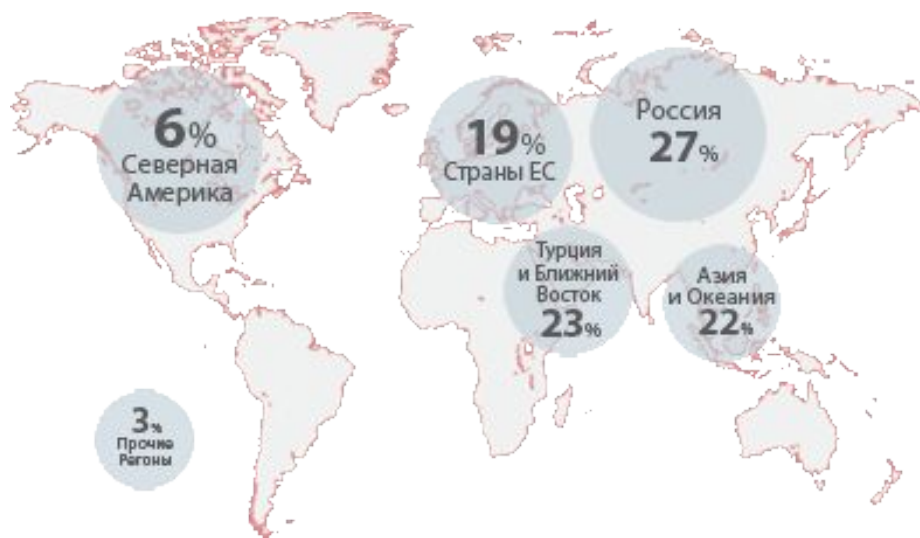 6%
Северная
Америка
19%
Страны ЕС
Россия
27%
Турция
и Ближний
Восток
23%
Азия
и Океания
22%
3%
Прочие
Регоны